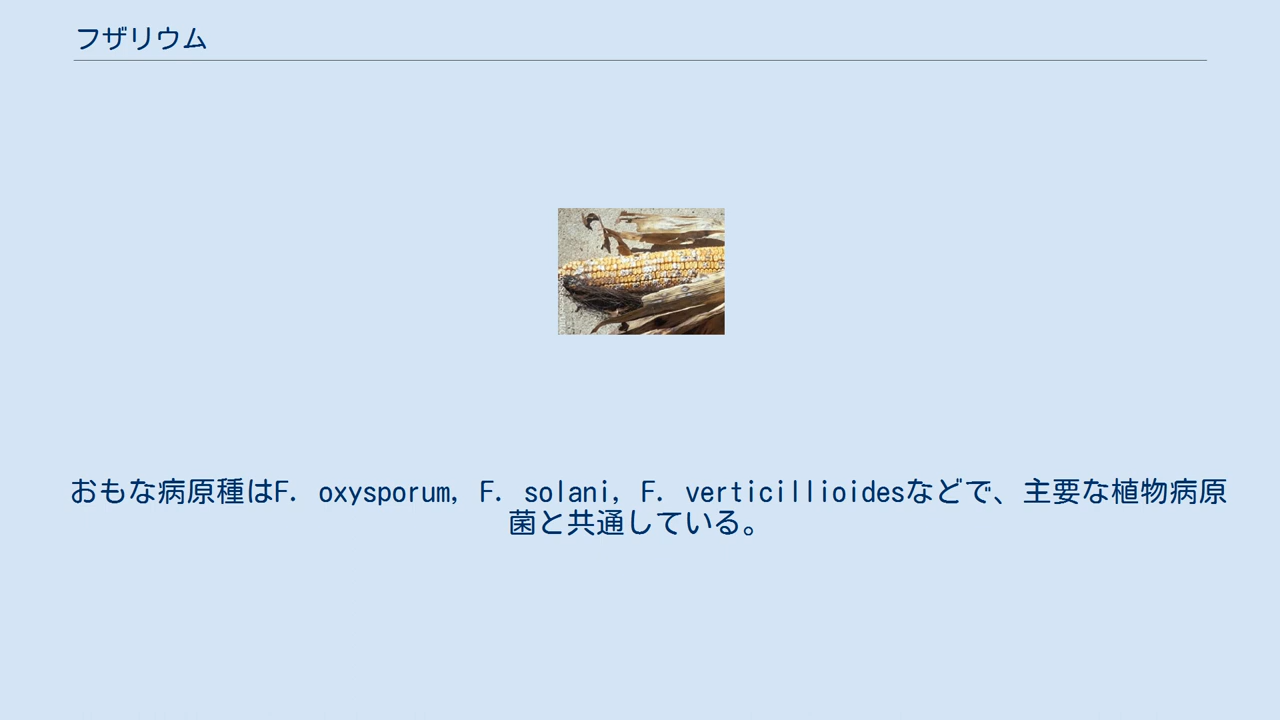 フザリウム
おもな病原種はF. oxysporum, F. solani, F. verticillioidesなどで、主要な植物病原
菌と共通している。